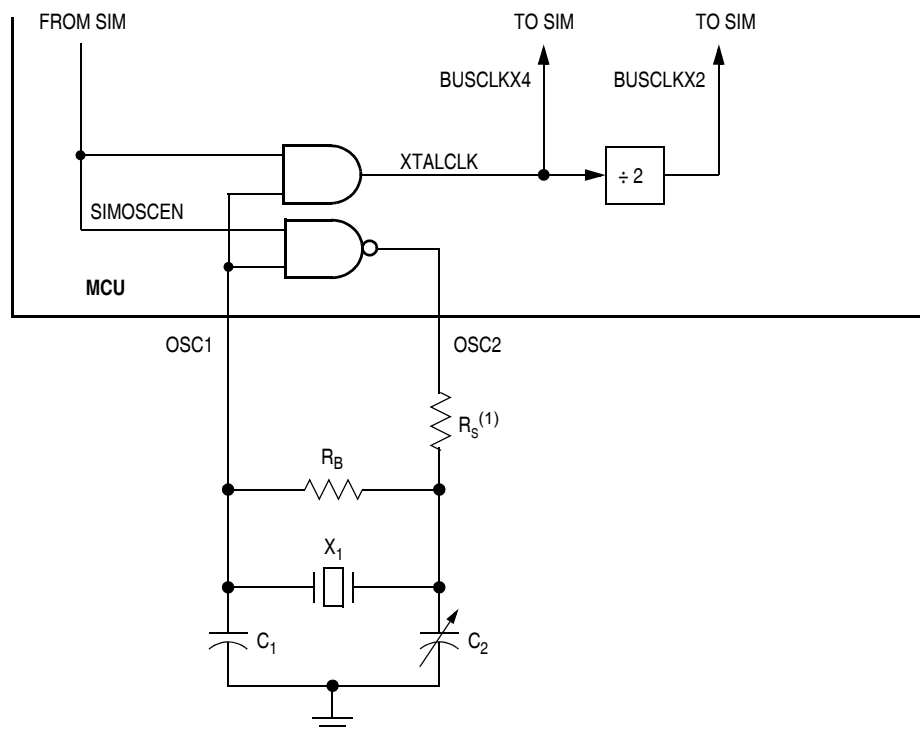 FROM SIM
TO SIM
TO SIM
BUSCLKX4
BUSCLKX2
XTALCLK
÷ 2
SIMOSCEN
MCU
OSC1
OSC2
RS(1)
RB
X1
C1
C2